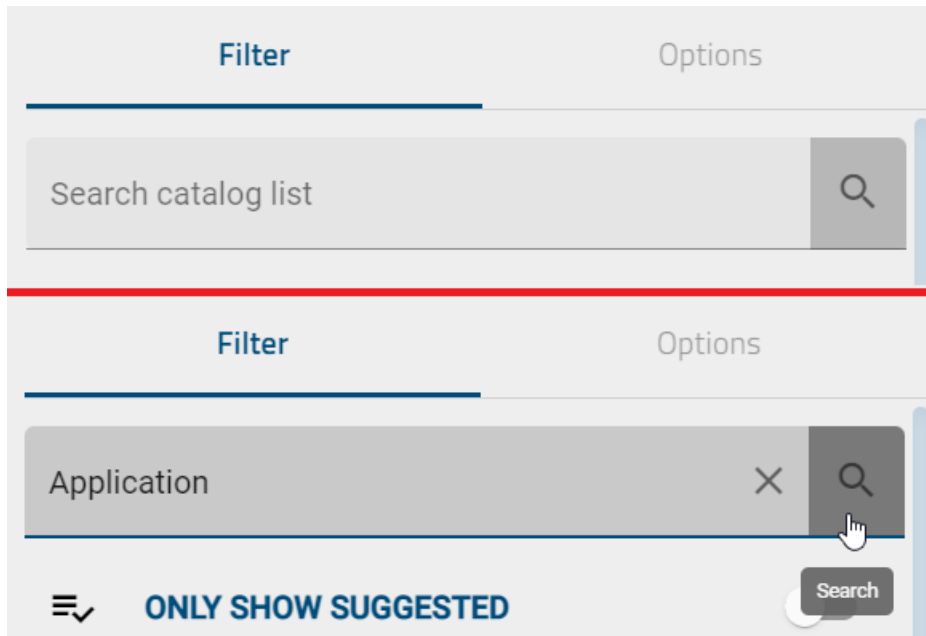 Filter Options
Search catalog list
Filter Options
Application
Search
ONLY SHOW SUGGESTED